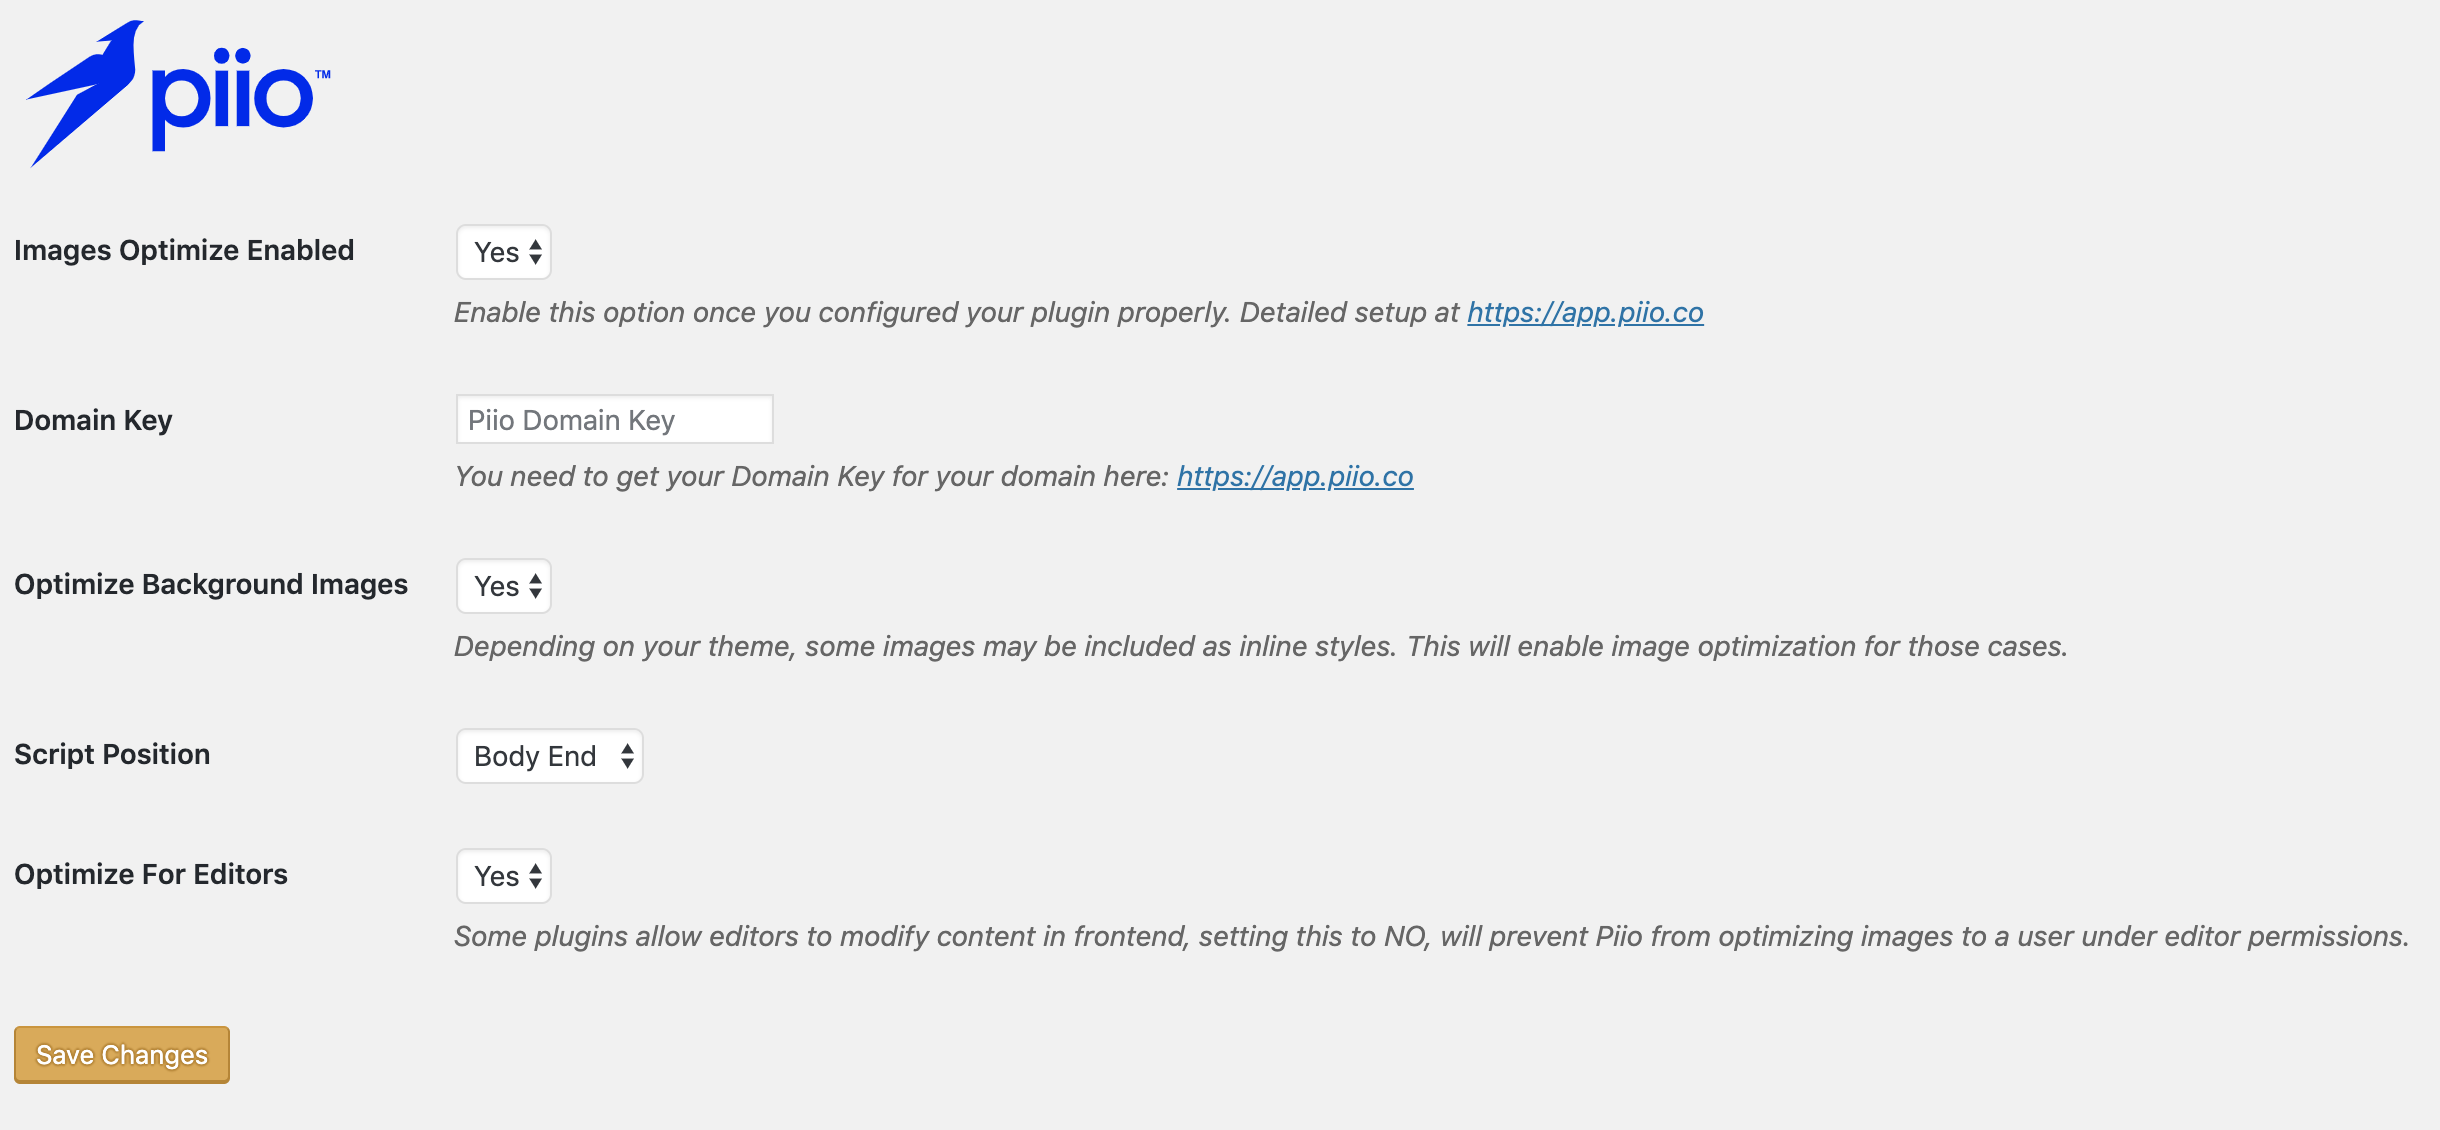 piio™
Images Optimize Enabled
Yes
Enable this option once you configured your plugin properly. Detailed setup at https://app.piio.co
Domain Key
Piio Domain Key
You need to get your Domain Key for your domain here: https://app.piio.co
Optimize Background Images
Yes
Depending on your theme, some images may be included as inline styles. This will enable image optimization for those cases.
Script Position
Body End
Optimize For Editors
Yes
Some plugins allow editors to modify content in frontend, setting this to NO, will prevent Piio from optimizing images to a user under editor permissions.
Save Changes